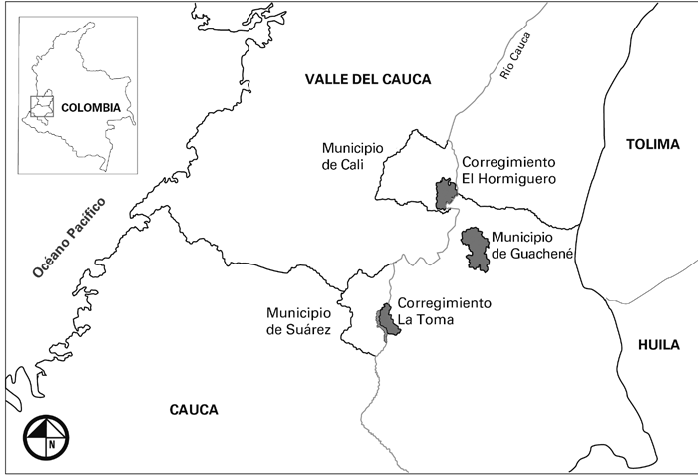 COLOMBIA
VALLE DEL CAUCA
Río Cauca
TOLIMA
Municipio
de Cali
Corregimiento
El Hormiguero
Océano Pacífico
Municipio
de Guachené
Municipio
de Suárez
Corregimiento
La Toma
HUILA
CAUCA
N